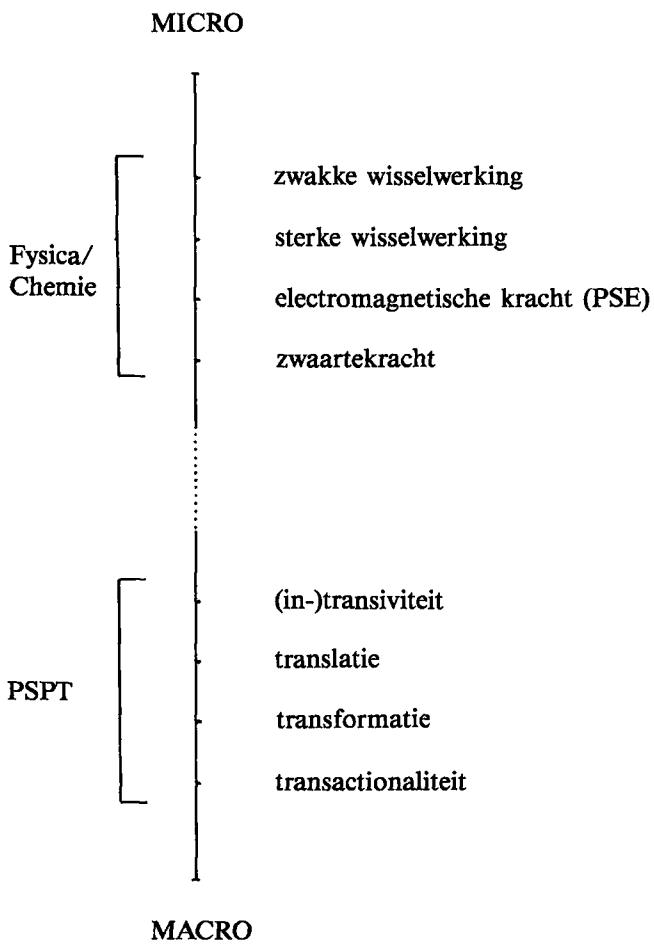 MICRO
zwakke wisselwerking
sterke wisselwerking
Fysica/
Chemie
electromagnetische kracht (PSE)
zwaartekracht
(in-)transiviteit
translatie
PSPT
transformatie
transactionaliteit
MACRO